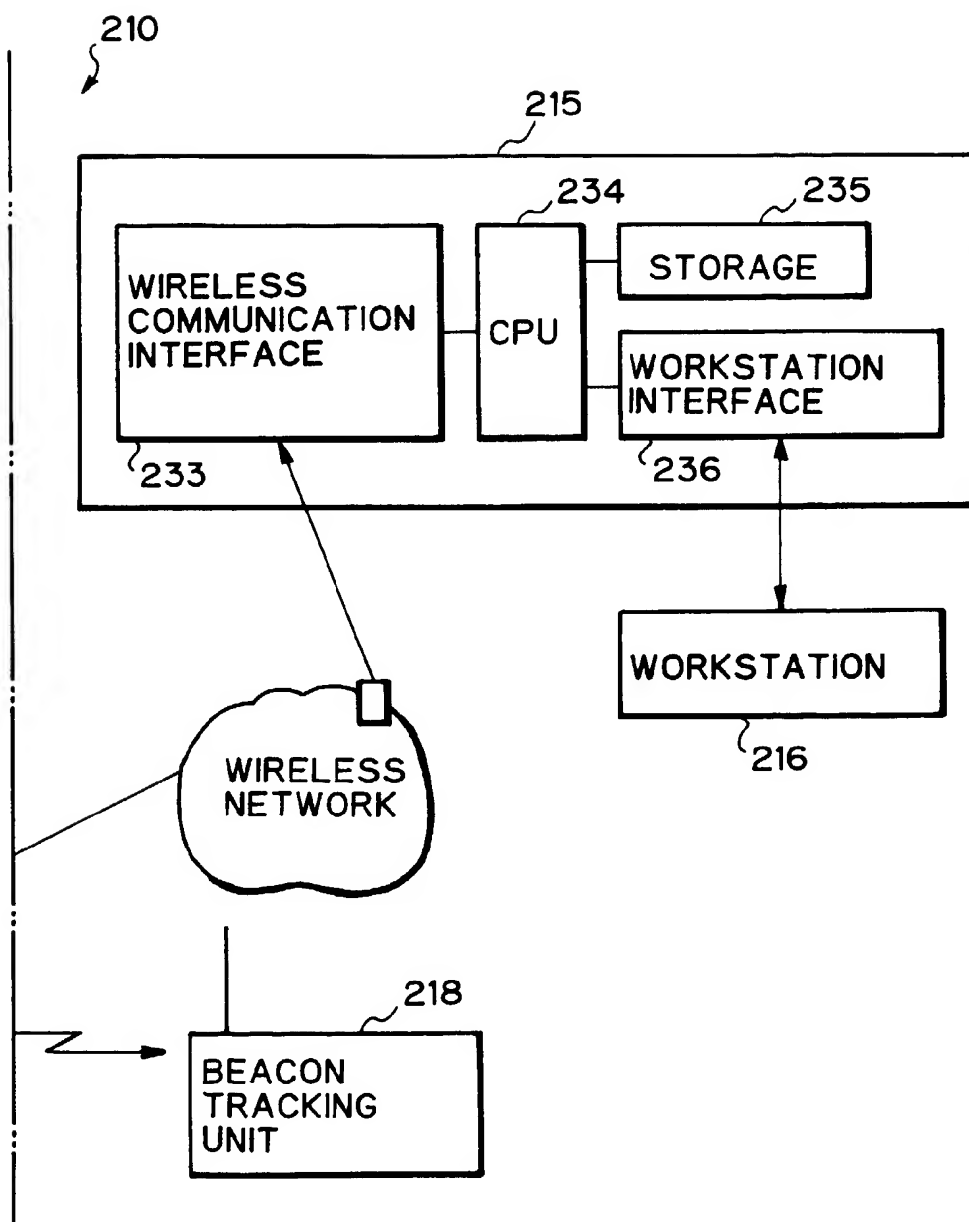 210
215
234
235
WIRELESS
COMMUNICATION
INTERFACE
CPU
STORAGE
WORKSTATION
INTERFACE
233
236
WORKSTATION
216
WIRELESS
NETWORK
218
BEACON
TRACKING
UNIT